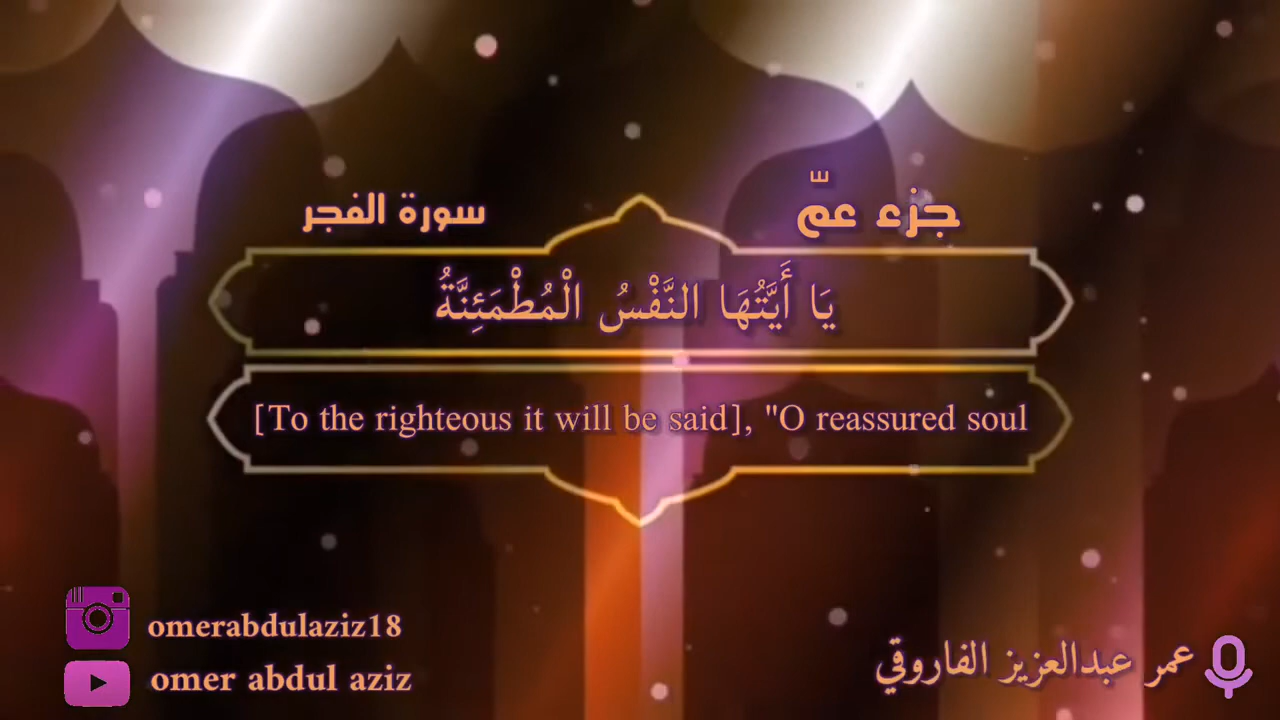 جزء عمّ
سورة الفجر
يَا أَيَّتُهَا النَّفْسُ الْمُطْمَئِنَّةُ
[To the righteous it will be said], "O reassured soul
omerabdulaziz18
omer abdul aziz
عمر عبدالعزيز الفاروقي